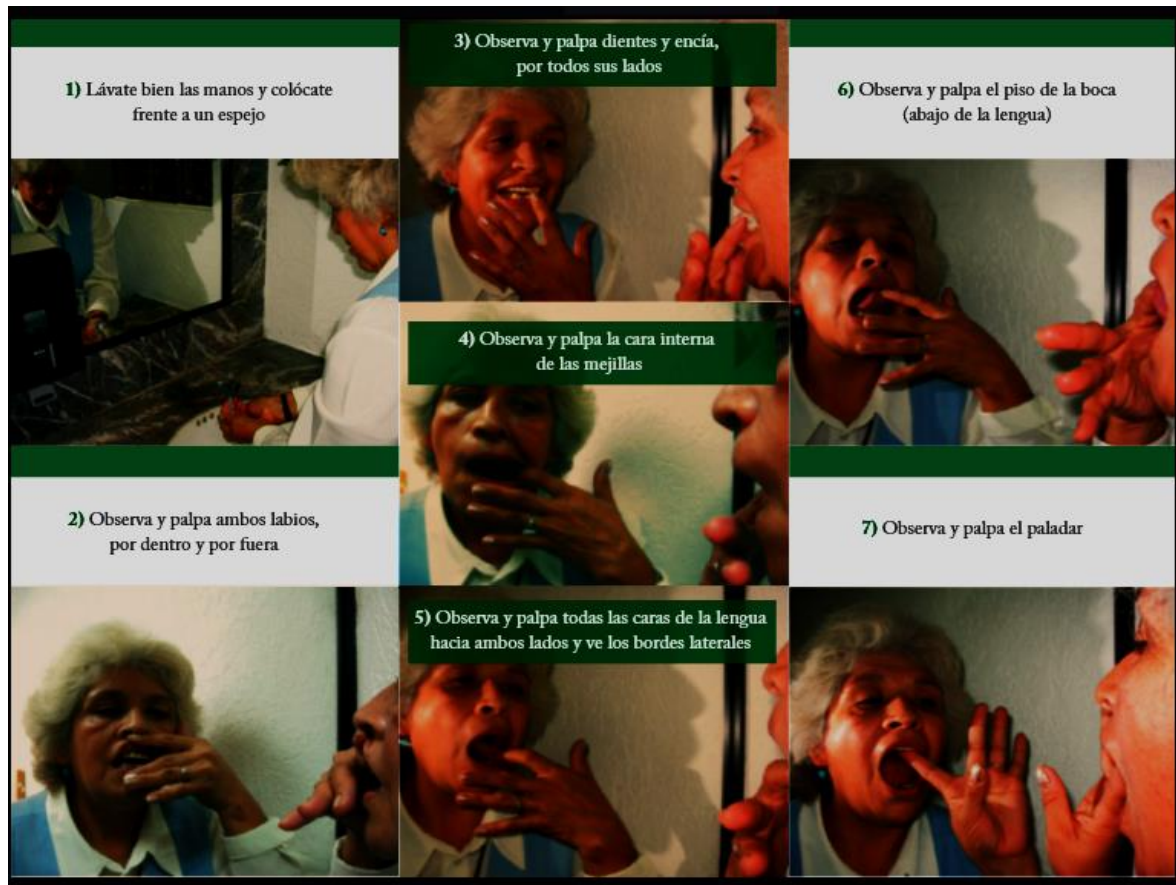 1) Lávate bien las manos y colócate
frente a un espejo
2) Observa y palpa ambos labios,
por dentro y por fuera
3) Observa y palpa dientes y encía,
por todos sus lados
4) Observa y palpa la cara interna
de las mejillas
5) Observa y palpa todas las caras de la lengua
hacia ambos lados y ve los bordes laterales
6) Observa y palpa el piso de la boca
(abajo de la lengua)
7) Observa y palpa el paladar